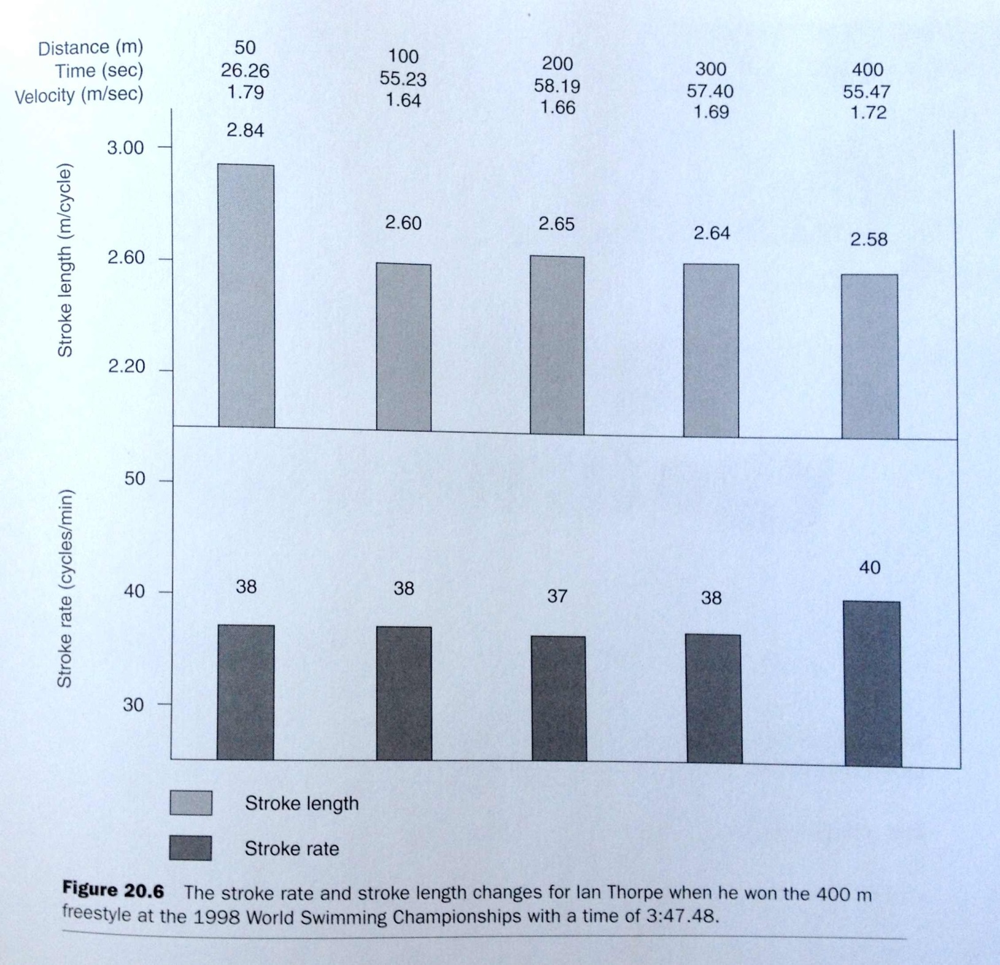 Distance (m) 50 100 200 300 400
Time (sec) 26.26 55.23 58.19 57.40 55.47
Velocity (m/sec) 1.79 1.64 1.66 1.69 1.72
Stroke length (m/cycle)
3.00
2.60
2.20
2.84 2.60 2.65 2.64 2.58
Stroke rate (cycles/min)
50
40
30
38 38 37 38 40
Stroke length
Stroke rate
Figure 20.6 The stroke rate and stroke length changes for Ian Thorpe when he won the 400 m
freestyle at the 1998 World Swimming Championships with a time of 3:47.48.